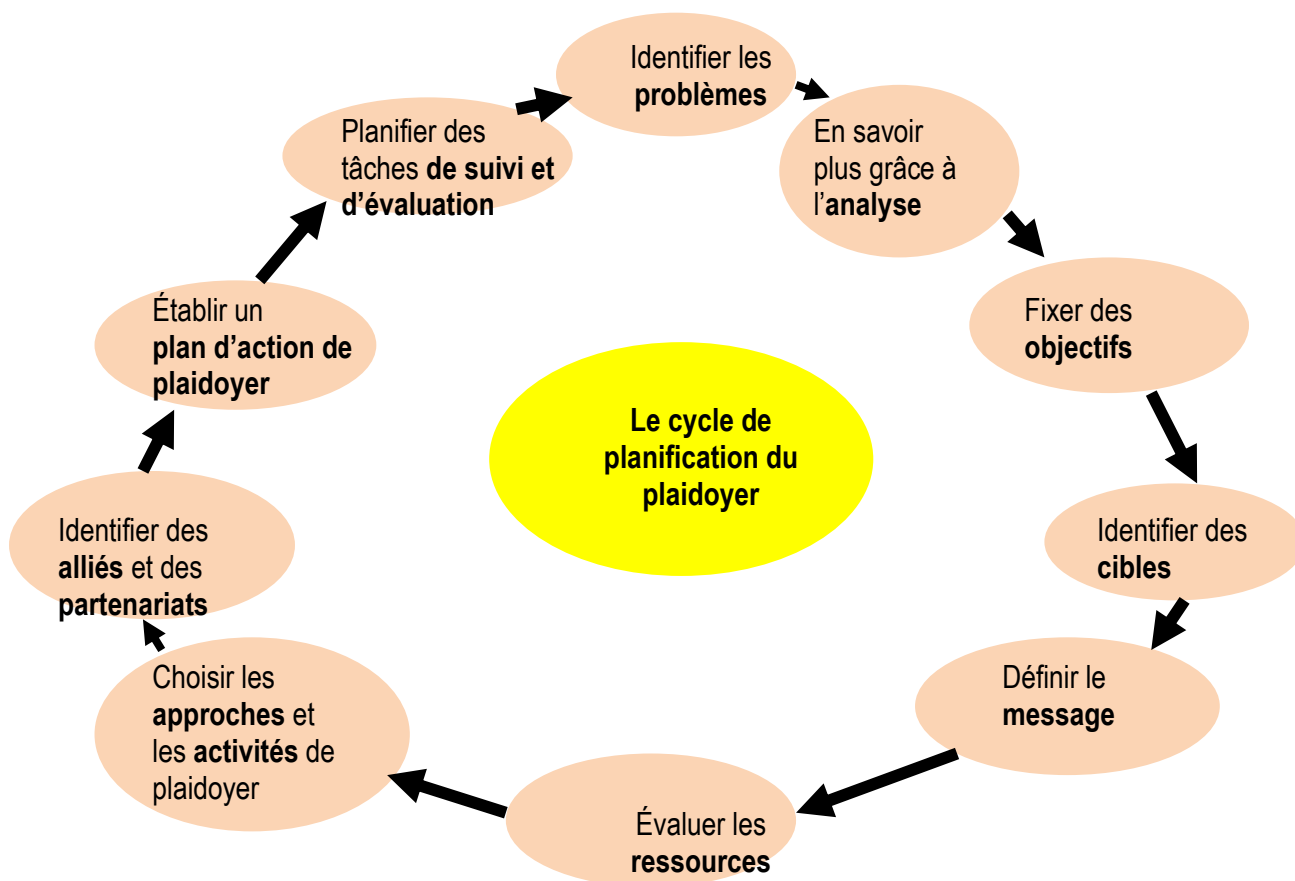 Identifier les
problèmes
En savoir
plus grâce à
l'analyse
Fixer des
objectifs
Identifier des
cibles
Définir le
message
Évaluer les
ressources
Choisir les
approches et
les activités de
plaidoyer
Identifier des
alliés et des
partenariats
Établir un
plan d'action de
plaidoyer
Planifier des
tâches de suivi et
d'évaluation
Le cycle de
planification du
plaidoyer